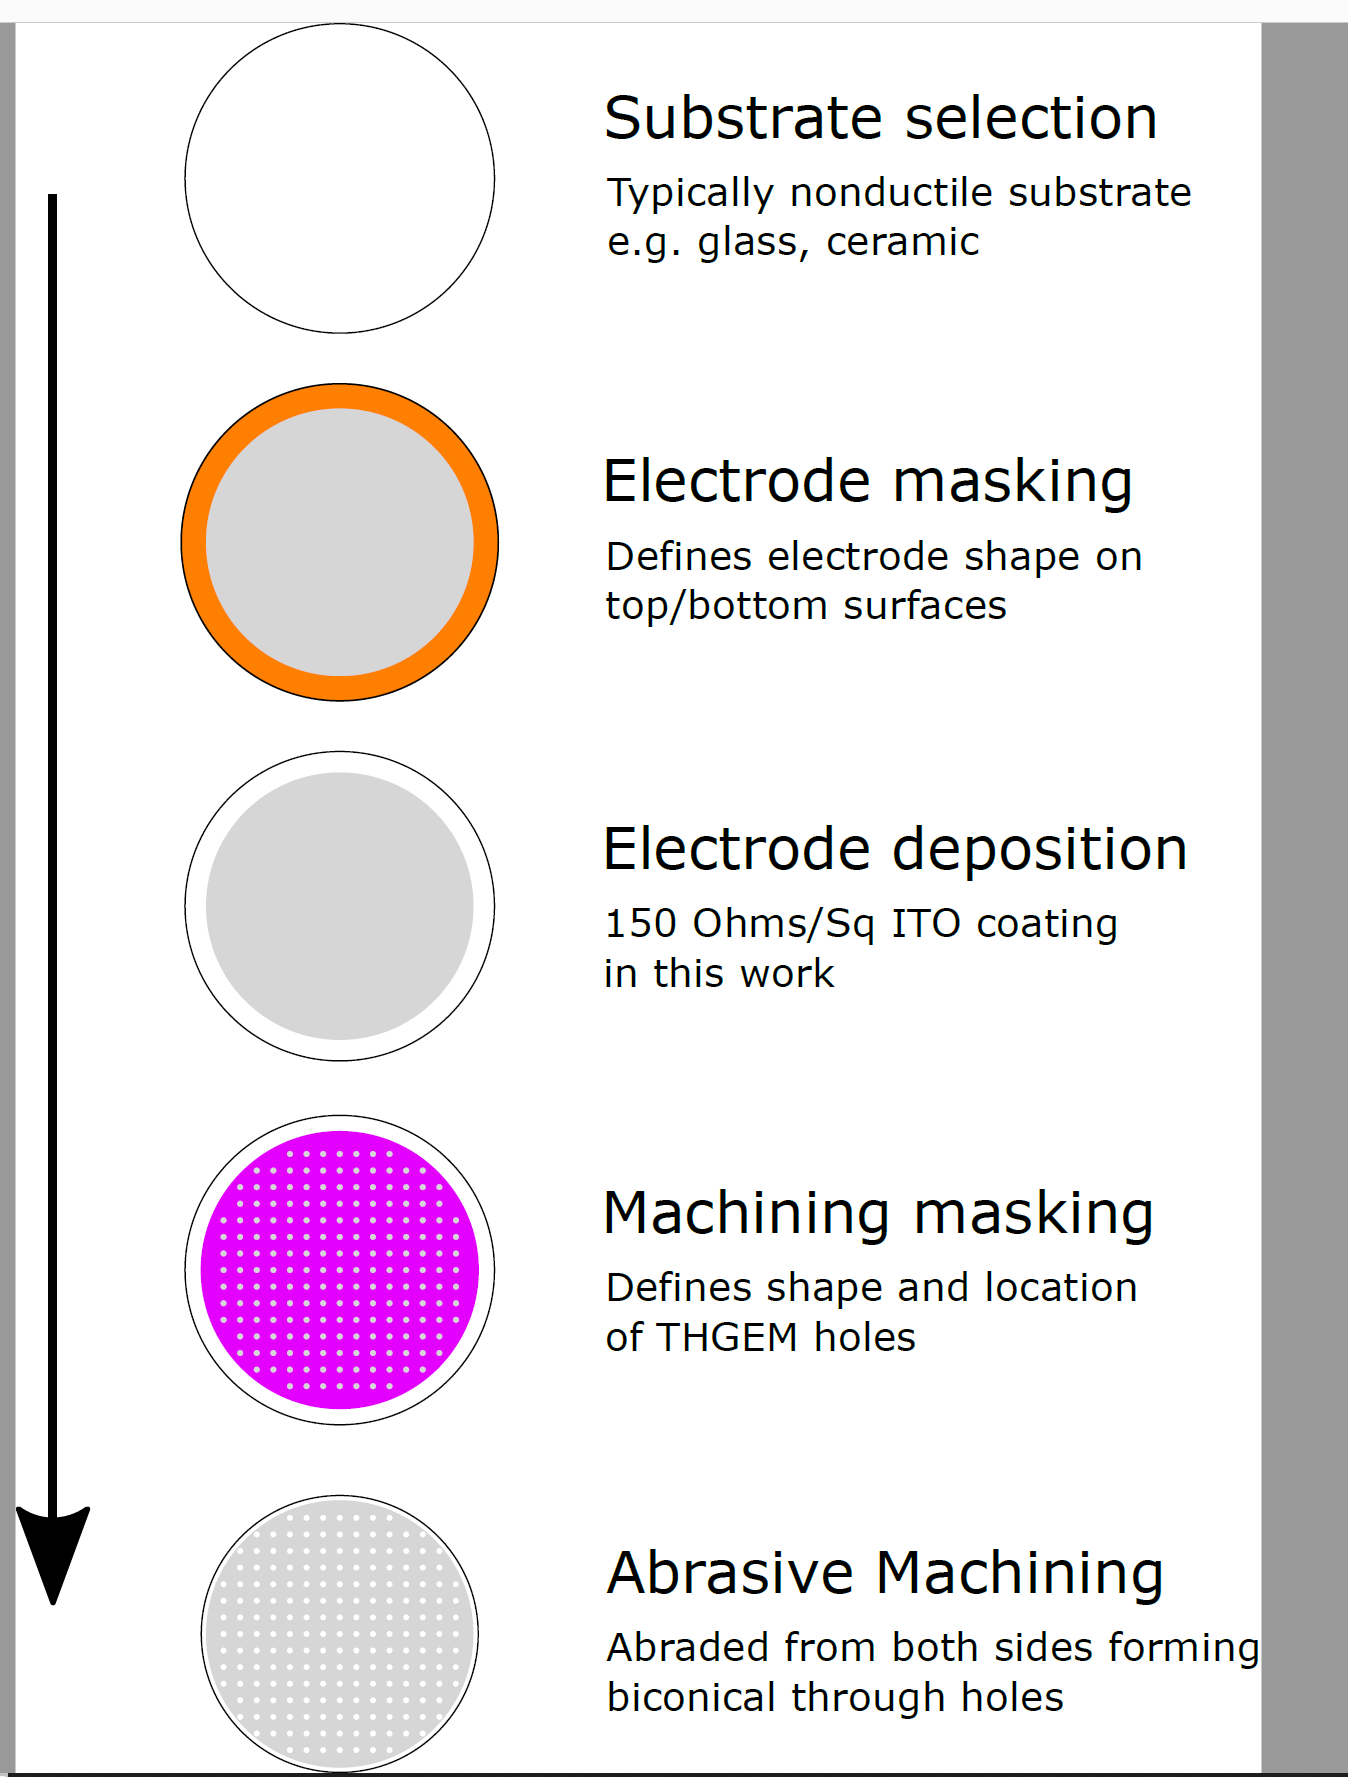 Substrate selection
Typically nonductile substrate
e.g. glass, ceramic
Electrode masking
Defines electrode shape on
top/bottom surfaces
Electrode deposition
150 Ohms/Sq ITO coating
in this work
Machining masking
Defines shape and location
of THGEM holes
Abrasive Machining
Abraded from both sides forming
biconical through holes